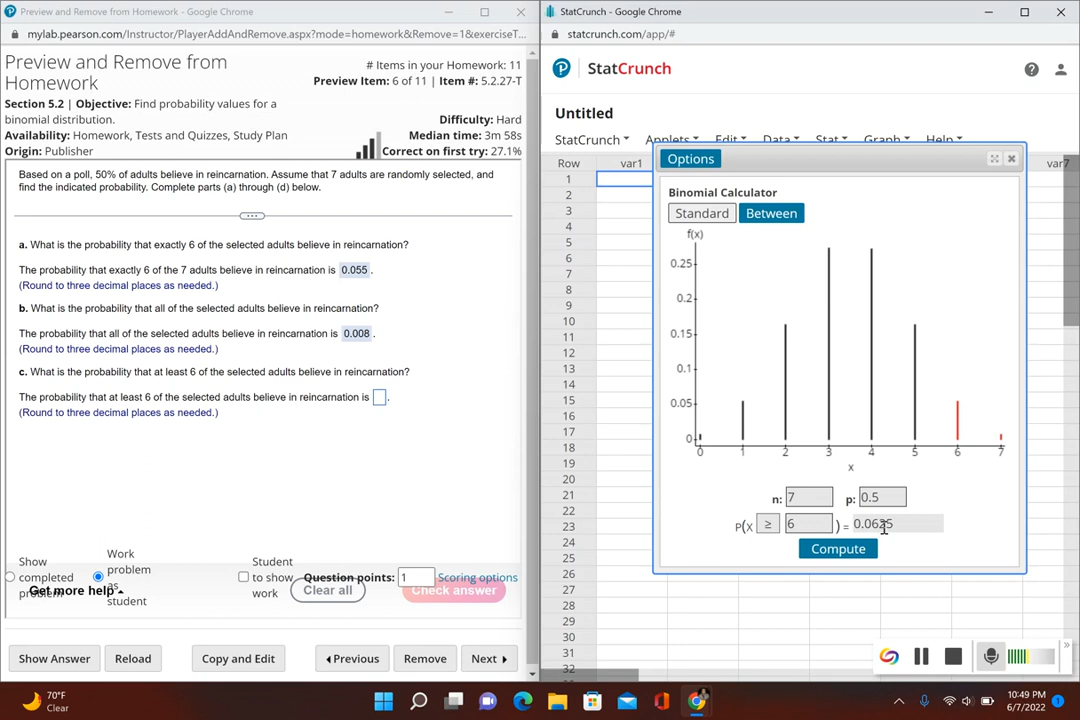 Preview and Remove from Homework - Google Chrome
mylab.pearson.com/Instructor/PlayerAddAndRemove.aspx?mode=homework&Remove=1&exerciseT...
Preview and Remove from
Homework
# Items in your Homework: 11
Preview Item: 6 of 11 | Item #: 5.2.27-T
Section 5.2 | Objective: Find probability values for a
binomial distribution.
Availability: Homework, Tests and Quizzes, Study Plan
Origin: Publisher
Difficulty: Hard
Median time: 3m 58s
Correct on first try: 27.1%
Based on a poll, 50% of adults believe in reincarnation. Assume that 7 adults are randomly selected, and
find the indicated probability. Complete parts (a) through (d) below.
a. What is the probability that exactly 6 of the selected adults believe in reincarnation?
The probability that exactly 6 of the 7 adults believe in reincarnation is 0.055 .
(Round to three decimal places as needed.)
b. What is the probability that all of the selected adults believe in reincarnation?
The probability that all of the selected adults believe in reincarnation is 0.008 .
(Round to three decimal places as needed.)
c. What is the probability that at least 6 of the selected adults believe in reincarnation?
The probability that at least 6 of the selected adults believe in reincarnation is .
(Round to three decimal places as needed.)
Show
completed
problem
Work
problem
as
student
Student
to show
work
Question points: 1 Scoring options
Get more help
Clear all
Check answer
Show Answer
Reload
Copy and Edit
Previous
Remove
Next
StatCrunch - Google Chrome
statcrunch.com/app/#
StatCrunch
Untitled
StatCrunch Applets Edit Data Stat Graph Help
Row var1 var7
1
2
3
4
5
6
7
8
9
10
11
12
13
14
15
16
17
18
19
20
21
22
23
24
25
26
27
28
29
30
31
32
Options
Binomial Calculator
Standard Between
f(x)
0.25
0.2
0.15
0.1
0.05
0
0 1 2 3 4 5 6 7
x
n: 7 p: 0.5
P(X ≥ 6 ) = 0.0625
Compute
70°F
Clear
10:49 PM
6/7/2022
1